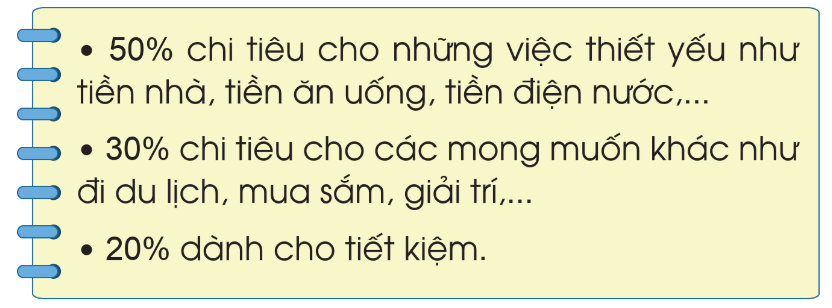 • 50% chi tiêu cho những việc thiết yếu như
tiền nhà, tiền ăn uống, tiền điện nước,...
• 30% chi tiêu cho các mong muốn khác như
đi du lịch, mua sắm, giải trí,...
• 20% dành cho tiết kiệm.